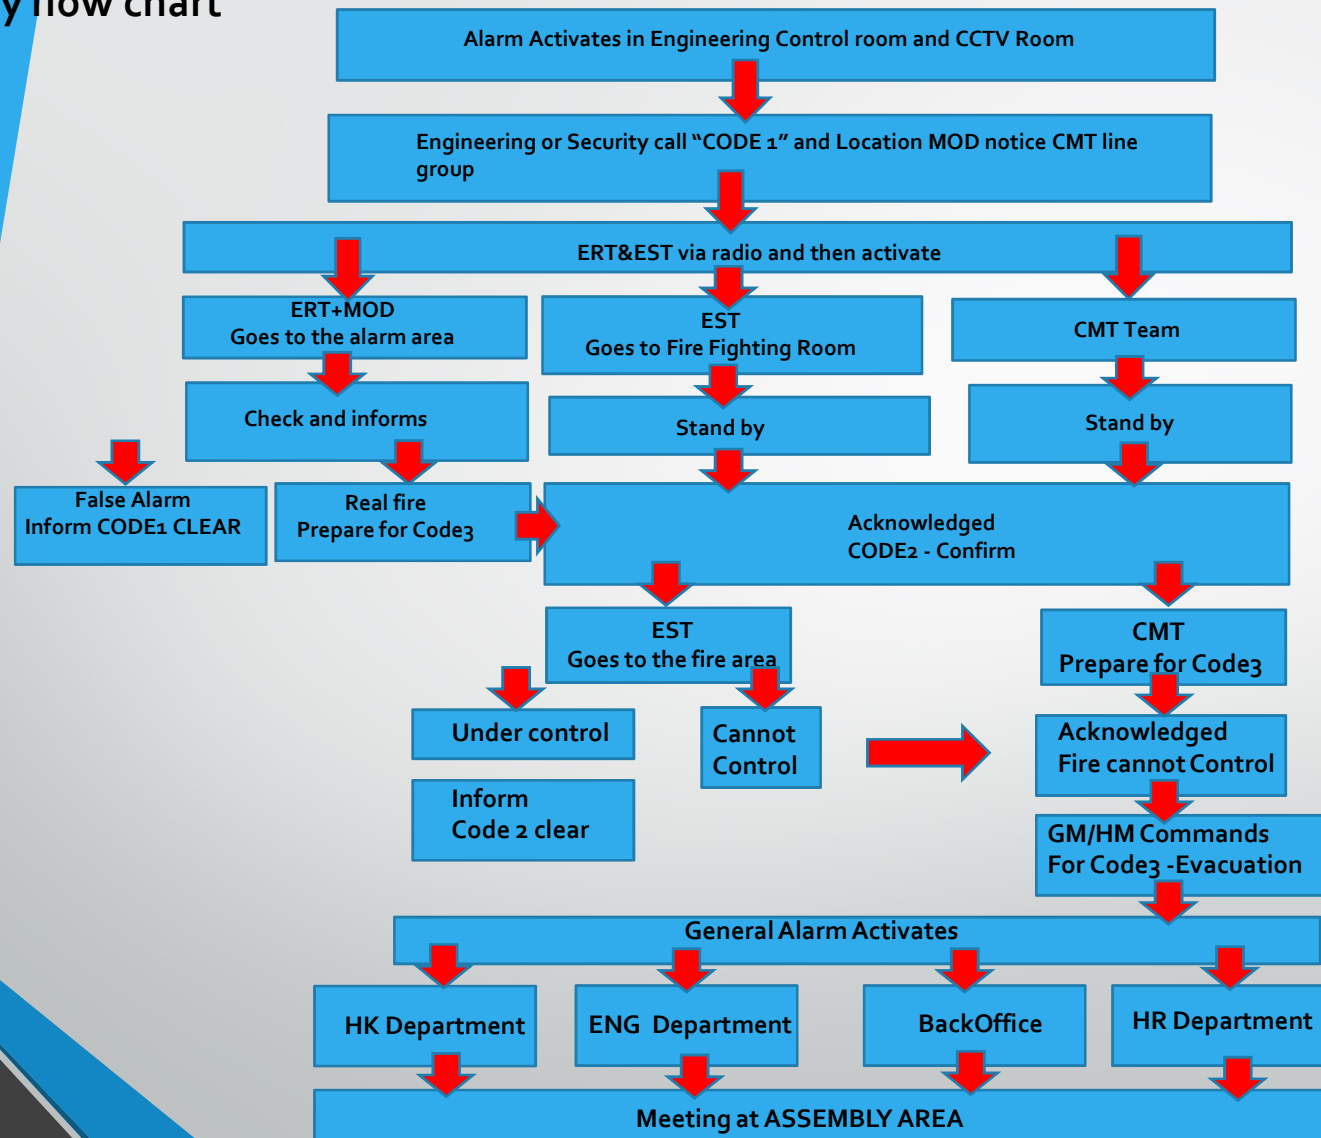 y flow chart
Alarm Activates in Engineering Control room and CCTV Room
Engineering or Security call “CODE 1” and Location MOD notice CMT line
group
ERT&EST via radio and then activate
ERT+MOD
Goes to the alarm area
EST
Goes to Fire Fighting Room
CMT Team
Check and informs
Stand by
Stand by
False Alarm
Inform CODE1 CLEAR
Real fire
Prepare for Code3
Acknowledged
CODE2 - Confirm
EST
Goes to the fire area
CMT
Prepare for Code3
Under control
Cannot
Control
Acknowledged
Fire cannot Control
Inform
Code 2 clear
GM/HM Commands
For Code3 -Evacuation
General Alarm Activates
HK Department
ENG Department
BackOffice
HR Department
Meeting at ASSEMBLY AREA